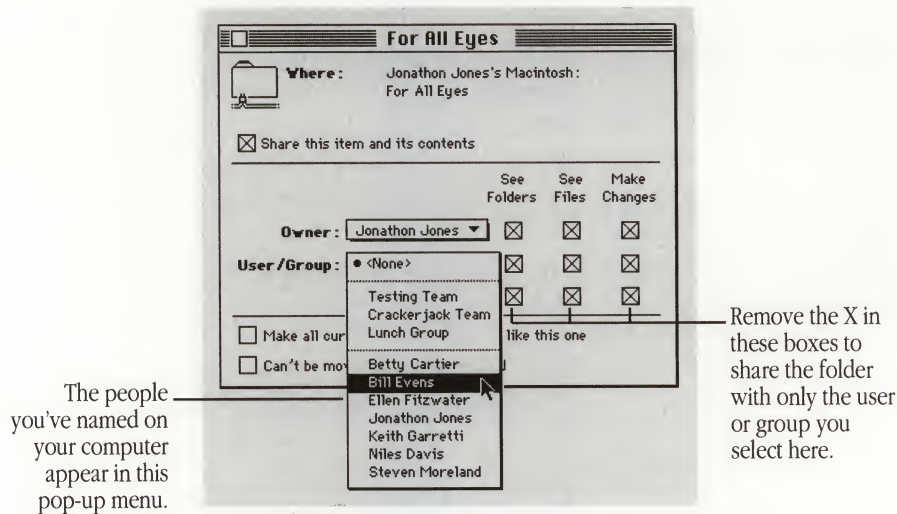 For All Eyes
Where: Jonathon Jones's Macintosh:
For All Eyes
Share this item and its contents
See Folders
See Files
Make Changes
Owner: Jonathon Jones
User/Group: <None>
Testing Team
Crackerjack Team
Lunch Group
Make all cur like this one
Can't be mov
Betty Cartier
Bill Evens
Ellen Fitzwater
Jonathon Jones
Keith Garretti
Niles Davis
Steven Moreland
The people
you've named on
your computer
appear in this
pop-up menu.
Remove the X in
these boxes to
share the folder
with only the user
or group you
select here.